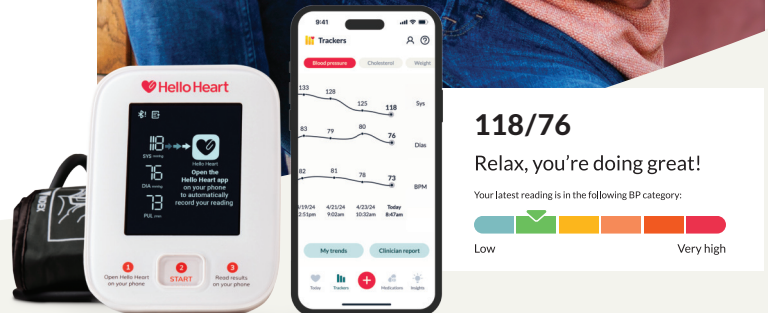 Hello Heart
118
SYS mmHg
76
DIA mmHg
73
PUL /min
Hello Heart
Open the
Hello Heart app
on your phone
to automatically
record your reading
1
Open Hello Heart
on your phone
2
START
3
Read results
on your phone
9:41
Trackers
Blood pressure Cholesterol Weight
133 128 125 118 Sys
83 79 80 76 Dias
82 81 78 73 BPM
4/19/24 4/21/24 4/23/24 Today
2:51pm 9:02am 10:32am 8:47am
My trends Clinician report
Today Trackers Medications Insights
118/76
Relax, you’re doing great!
Your latest reading is in the following BP category:
Low Very high